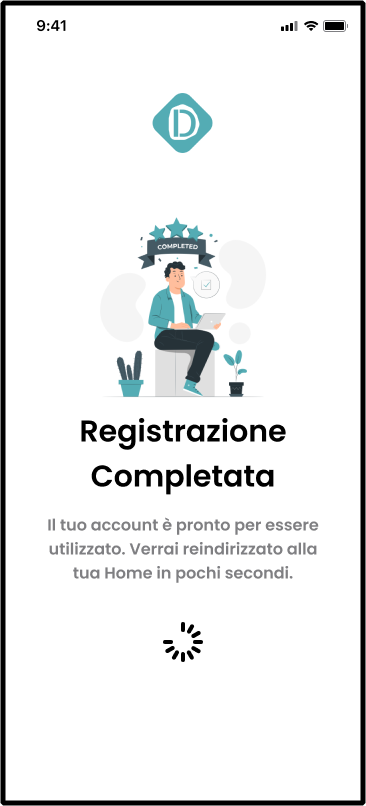 9:41
D
COMPLETED
Registrazione
Completata
Il tuo account è pronto per essere
utilizzato. Verrai reindirizzato alla
tua Home in pochi secondi.